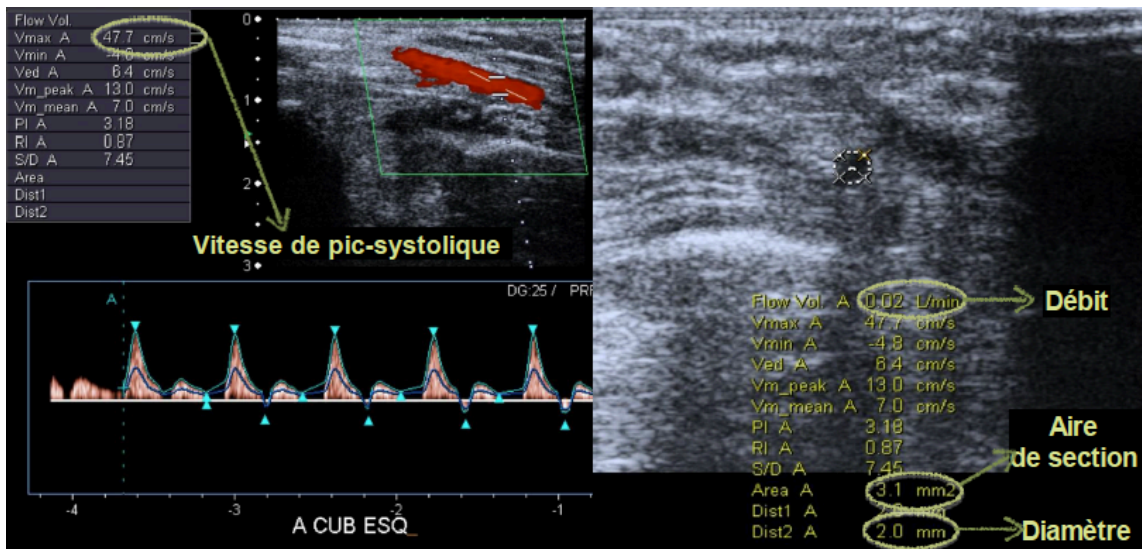 Flow Vol.
Vmax A 47.7 cm/s
Vmin A -4.8 cm/s
Ved A 6.4 cm/s
Vm_peak A 13.0 cm/s
Vm_mean A 7.0 cm/s
PI A 3.18
RI A 0.87
S/D A 7.45
Area
Dist1
Dist2
0
1
2
3
Vitesse de pic-systolique
A
DG:25 / PRF
-4
-3
-2
-1
A CUB ESQ_
Flow Vol. A 0.02 L/min
Vmax A 47.7 cm/s
Vmin A -4.8 cm/s
Ved A 6.4 cm/s
Vm_peak A 13.0 cm/s
Vm_mean A 7.0 cm/s
PI A 3.18
RI A 0.87
S/D A 7.45
Area A 3.1 mm2
Dist1 A mm
Dist2 A 2.0 mm
Débit
Aire
de section
Diamètre